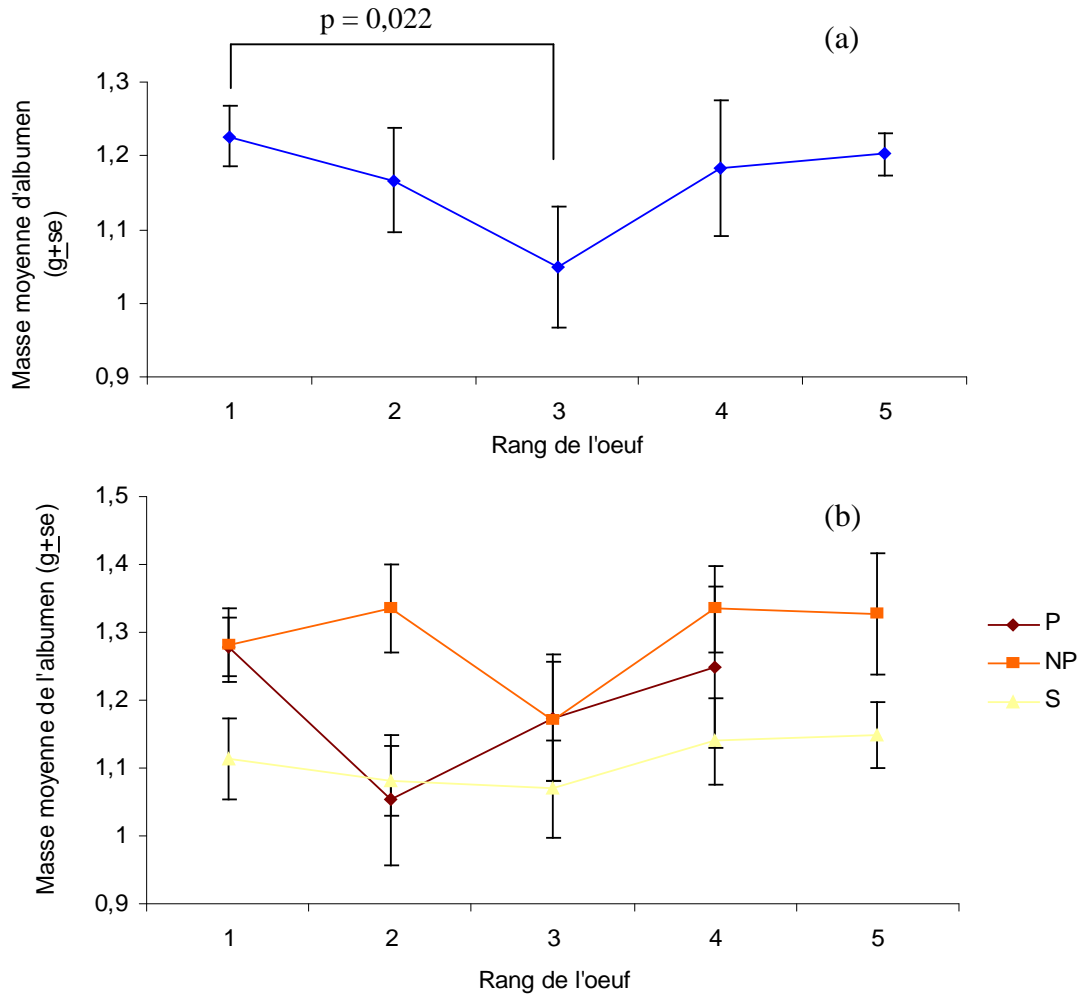 p = 0,022
(a)
Masse moyenne d'albumen
(g+se)
1,3
1,2
1,1
1
0,9
1 2 3 4 5
Rang de l'oeuf
(b)
Masse moyenne de l'albumen (g+se)
1,5
1,4
1,3
1,2
1,1
1
0,9
1 2 3 4 5
Rang de l'oeuf
P
NP
S